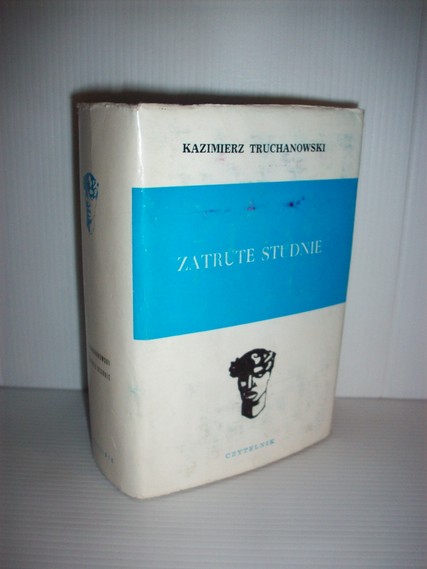 KAZIMIERZ TRUCHANOWSKI
ZATRUTE STUDNIE
CZYTELNIK